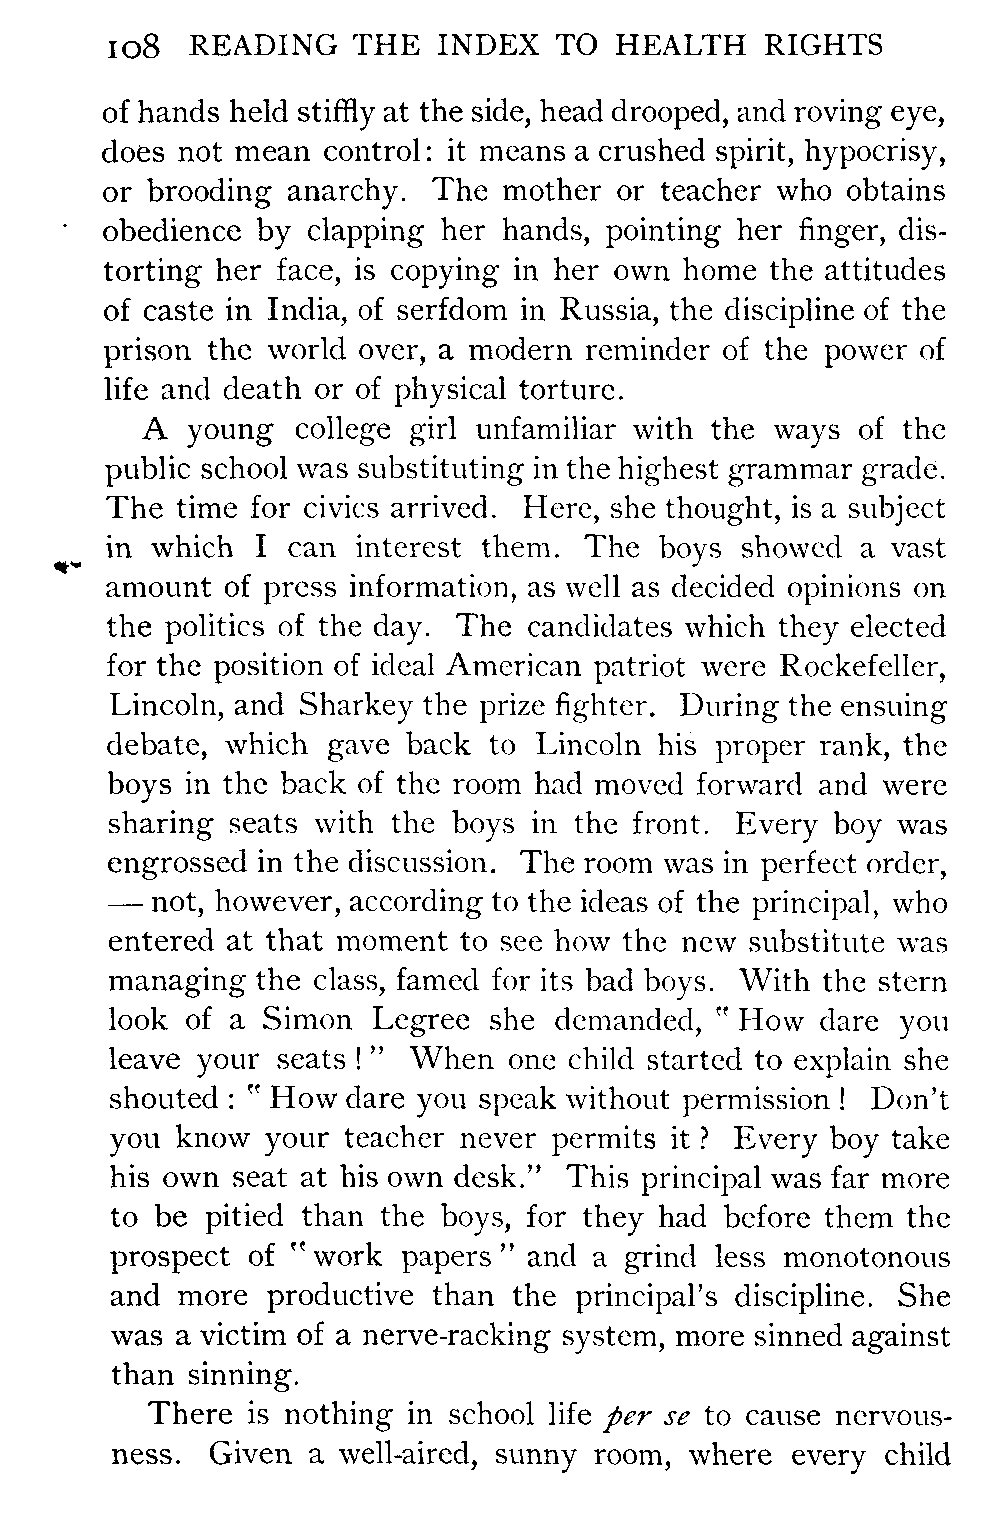 108 READING THE INDEX TO HEALTH RIGHTS
of hands held stiffly at the side, head drooped, and roving eye,
does not mean control: it means a crushed spirit, hypocrisy,
or brooding anarchy. The mother or teacher who obtains
obedience by clapping her hands, pointing her finger, dis-
torting her face, is copying in her own home the attitudes
of caste in India, of serfdom in Russia, the discipline of the
prison the world over, a modern reminder of the power of
life and death or of physical torture.
A young college girl unfamiliar with the ways of the
public school was substituting in the highest grammar grade.
The time for civics arrived. Here, she thought, is a subject
in which I can interest them. The boys showed a vast
amount of press information, as well as decided opinions on
the politics of the day. The candidates which they elected
for the position of ideal American patriot were Rockefeller,
Lincoln, and Sharkey the prize fighter. During the ensuing
debate, which gave back to Lincoln his proper rank, the
boys in the back of the room had moved forward and were
sharing seats with the boys in the front. Every boy was
engrossed in the discussion. The room was in perfect order,
— not, however, according to the ideas of the principal, who
entered at that moment to see how the new substitute was
managing the class, famed for its bad boys. With the stern
look of a Simon Legree she demanded, "How dare you
leave your seats!" When one child started to explain she
shouted: "How dare you speak without permission! Don't
you know your teacher never permits it? Every boy take
his own seat at his own desk." This principal was far more
to be pitied than the boys, for they had before them the
prospect of "work papers" and a grind less monotonous
and more productive than the principal's discipline. She
was a victim of a nerve-racking system, more sinned against
than sinning.
There is nothing in school life per se to cause nervous-
ness. Given a well-aired, sunny room, where every child